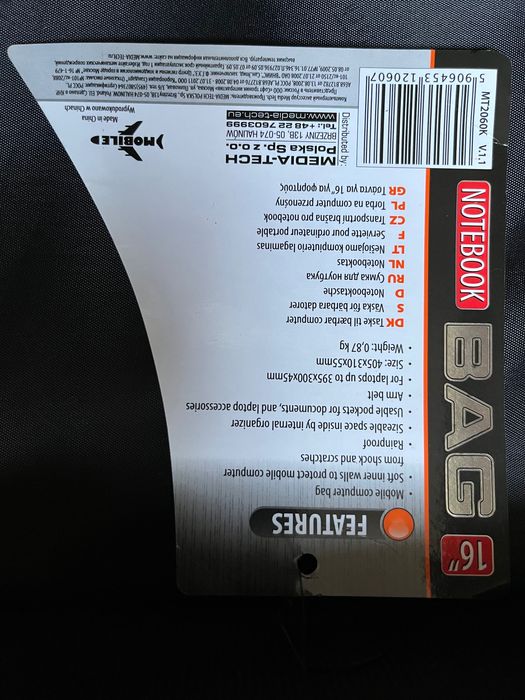 16"
BAG
NOTEBOOK
FEATURES
• Mobile computer bag
• Soft inner walls to protect mobile computer
from shock and scratches
• Rainproof
• Sizeable space inside by internal organizer
• Usable pockets for documents, and laptop accessories
• Arm belt
• For laptops up to 395x300x45mm
• Size: 405x310x55mm
• Weight: 0,87 kg
DK Taske til bærbar computer
S Väska för bärbara datorer
D Notebooktasche
RU Сумка для ноутбука
NL Notebooktas
LT Nešiojamo kompiuterio lagaminas
F Serviette pour ordinateur portable
CZ Transportní brašna pro notebook
PL Torba na computer przenośny
GR Τσάντα για 16" για φορητούς
MT2060K V.1.1
5 906453 120607
Distributed by:
MEDIA-TECH
Polska Sp. z o.o.
BRZEZINY 13B, 05-074 HALINÓW
Tel.: +48 22 7603999
www.media-tech.eu
MOBILE
Made in China
Wyprodukowano w Chinach